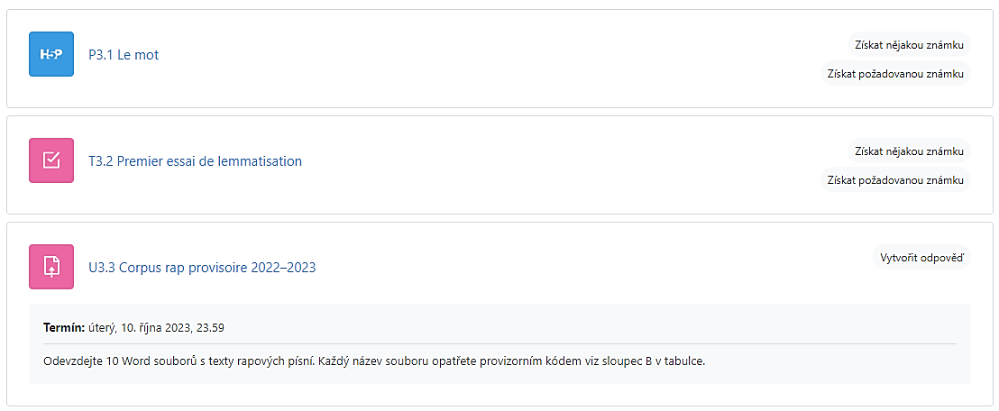 H5P
P3.1 Le mot
Získat nějakou známku
Získat požadovanou známku
T3.2 Premier essai de lemmatisation
Získat nějakou známku
Získat požadovanou známku
U3.3 Corpus rap provisoire 2022–2023
Vytvořit odpověď
Termín: úterý, 10. října 2023, 23.59
Odevzdejte 10 Word souborů s texty rapových písní. Každý název souboru opatřete provizorním kódem viz sloupec B v tabulce.